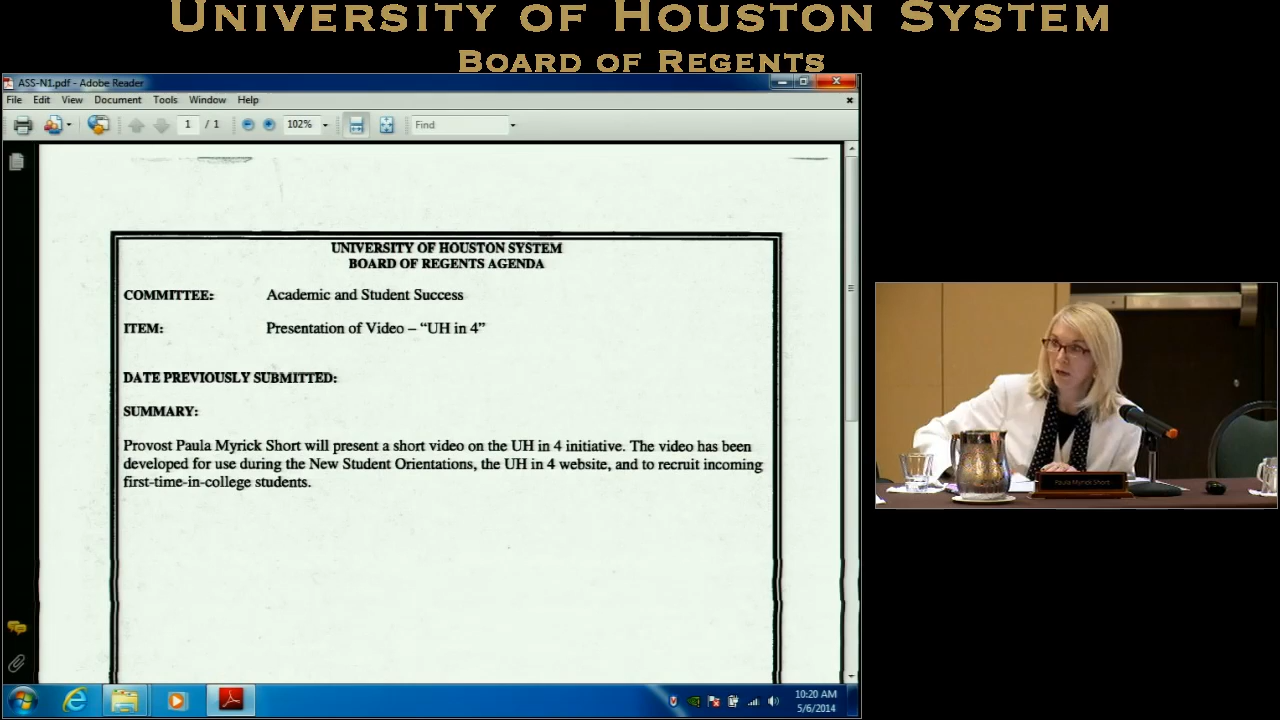 UNIVERSITY OF HOUSTON SYSTEM
BOARD OF REGENTS
ASS-N1.pdf - Adobe Reader
File Edit View Document Tools Window Help
1 / 1 102% Find
UNIVERSITY OF HOUSTON SYSTEM
BOARD OF REGENTS AGENDA
COMMITTEE: Academic and Student Success
ITEM: Presentation of Video – “UH in 4”
DATE PREVIOUSLY SUBMITTED:
SUMMARY:
Provost Paula Myrick Short will present a short video on the UH in 4 initiative. The video has been
developed for use during the New Student Orientations, the UH in 4 website, and to recruit incoming
first-time-in-college students.
Paula Myrick Short
10:20 AM
5/6/2014